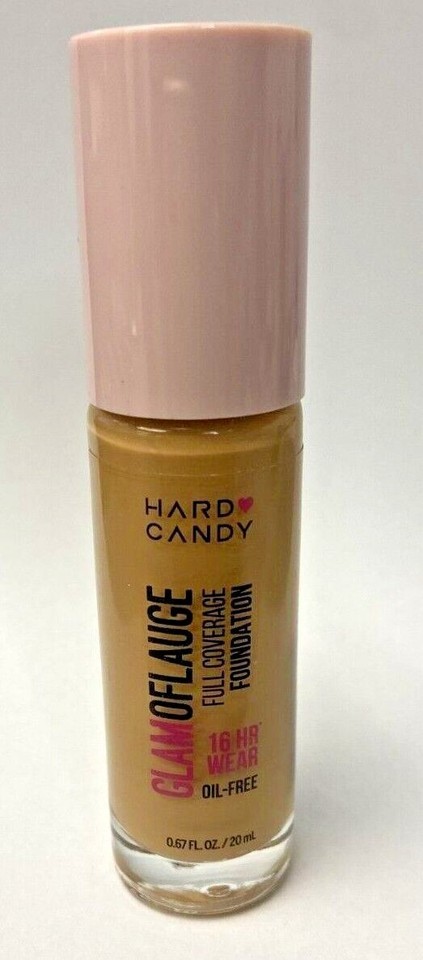 HARD♥
CANDY
GLAMOFLAUGE
FULL COVERAGE
FOUNDATION
16 HR*
WEAR
OIL-FREE
0.67 FL. OZ. / 20 mL